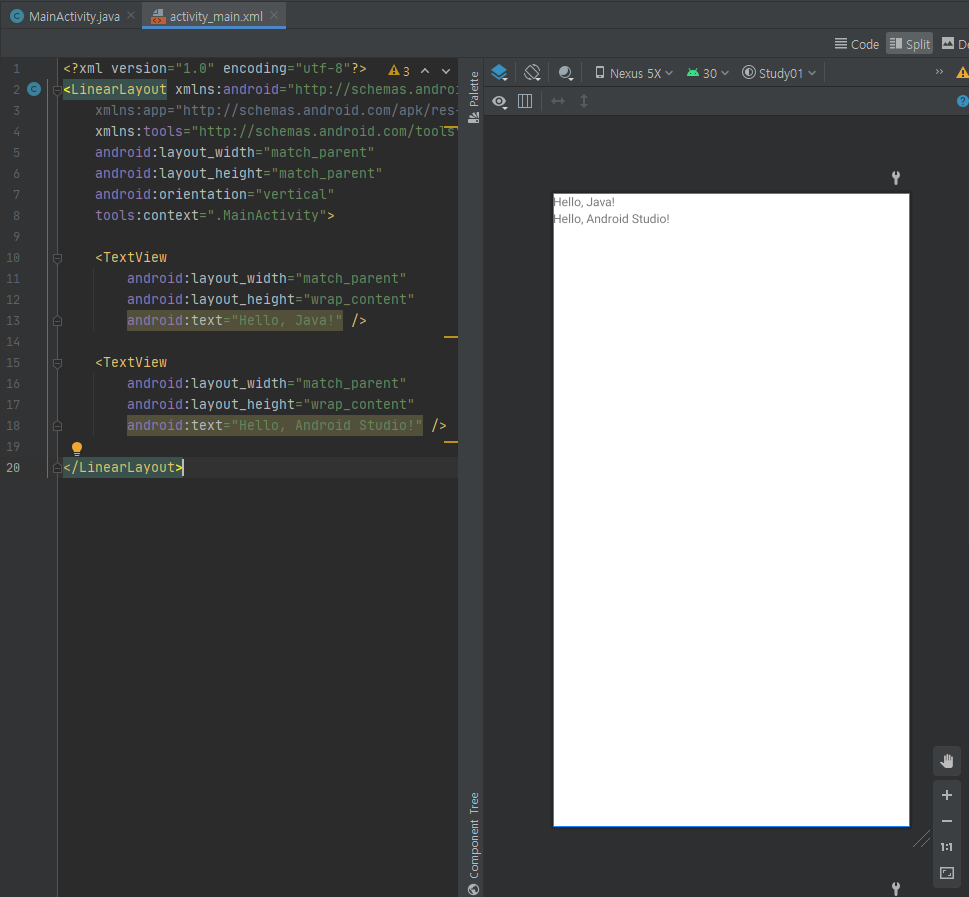 MainActivity.java
activity_main.xml
Code
Split
1 <?xml version="1.0" encoding="utf-8"?>
3
2 <LinearLayout xmlns:android="http://schemas.androi
3 xmlns:app="http://schemas.android.com/apk/res-
4 xmlns:tools="http://schemas.android.com/tools
5 android:layout_width="match_parent"
6 android:layout_height="match_parent"
7 android:orientation="vertical"
8 tools:context=".MainActivity">
9
10 <TextView
11 android:layout_width="match_parent"
12 android:layout_height="wrap_content"
13 android:text="Hello, Java!" />
14
15 <TextView
16 android:layout_width="match_parent"
17 android:layout_height="wrap_content"
18 android:text="Hello, Android Studio!" />
19
20 </LinearLayout>
Palette
Component Tree
Nexus 5X
30
Study01
Hello, Java!
Hello, Android Studio!
1:1